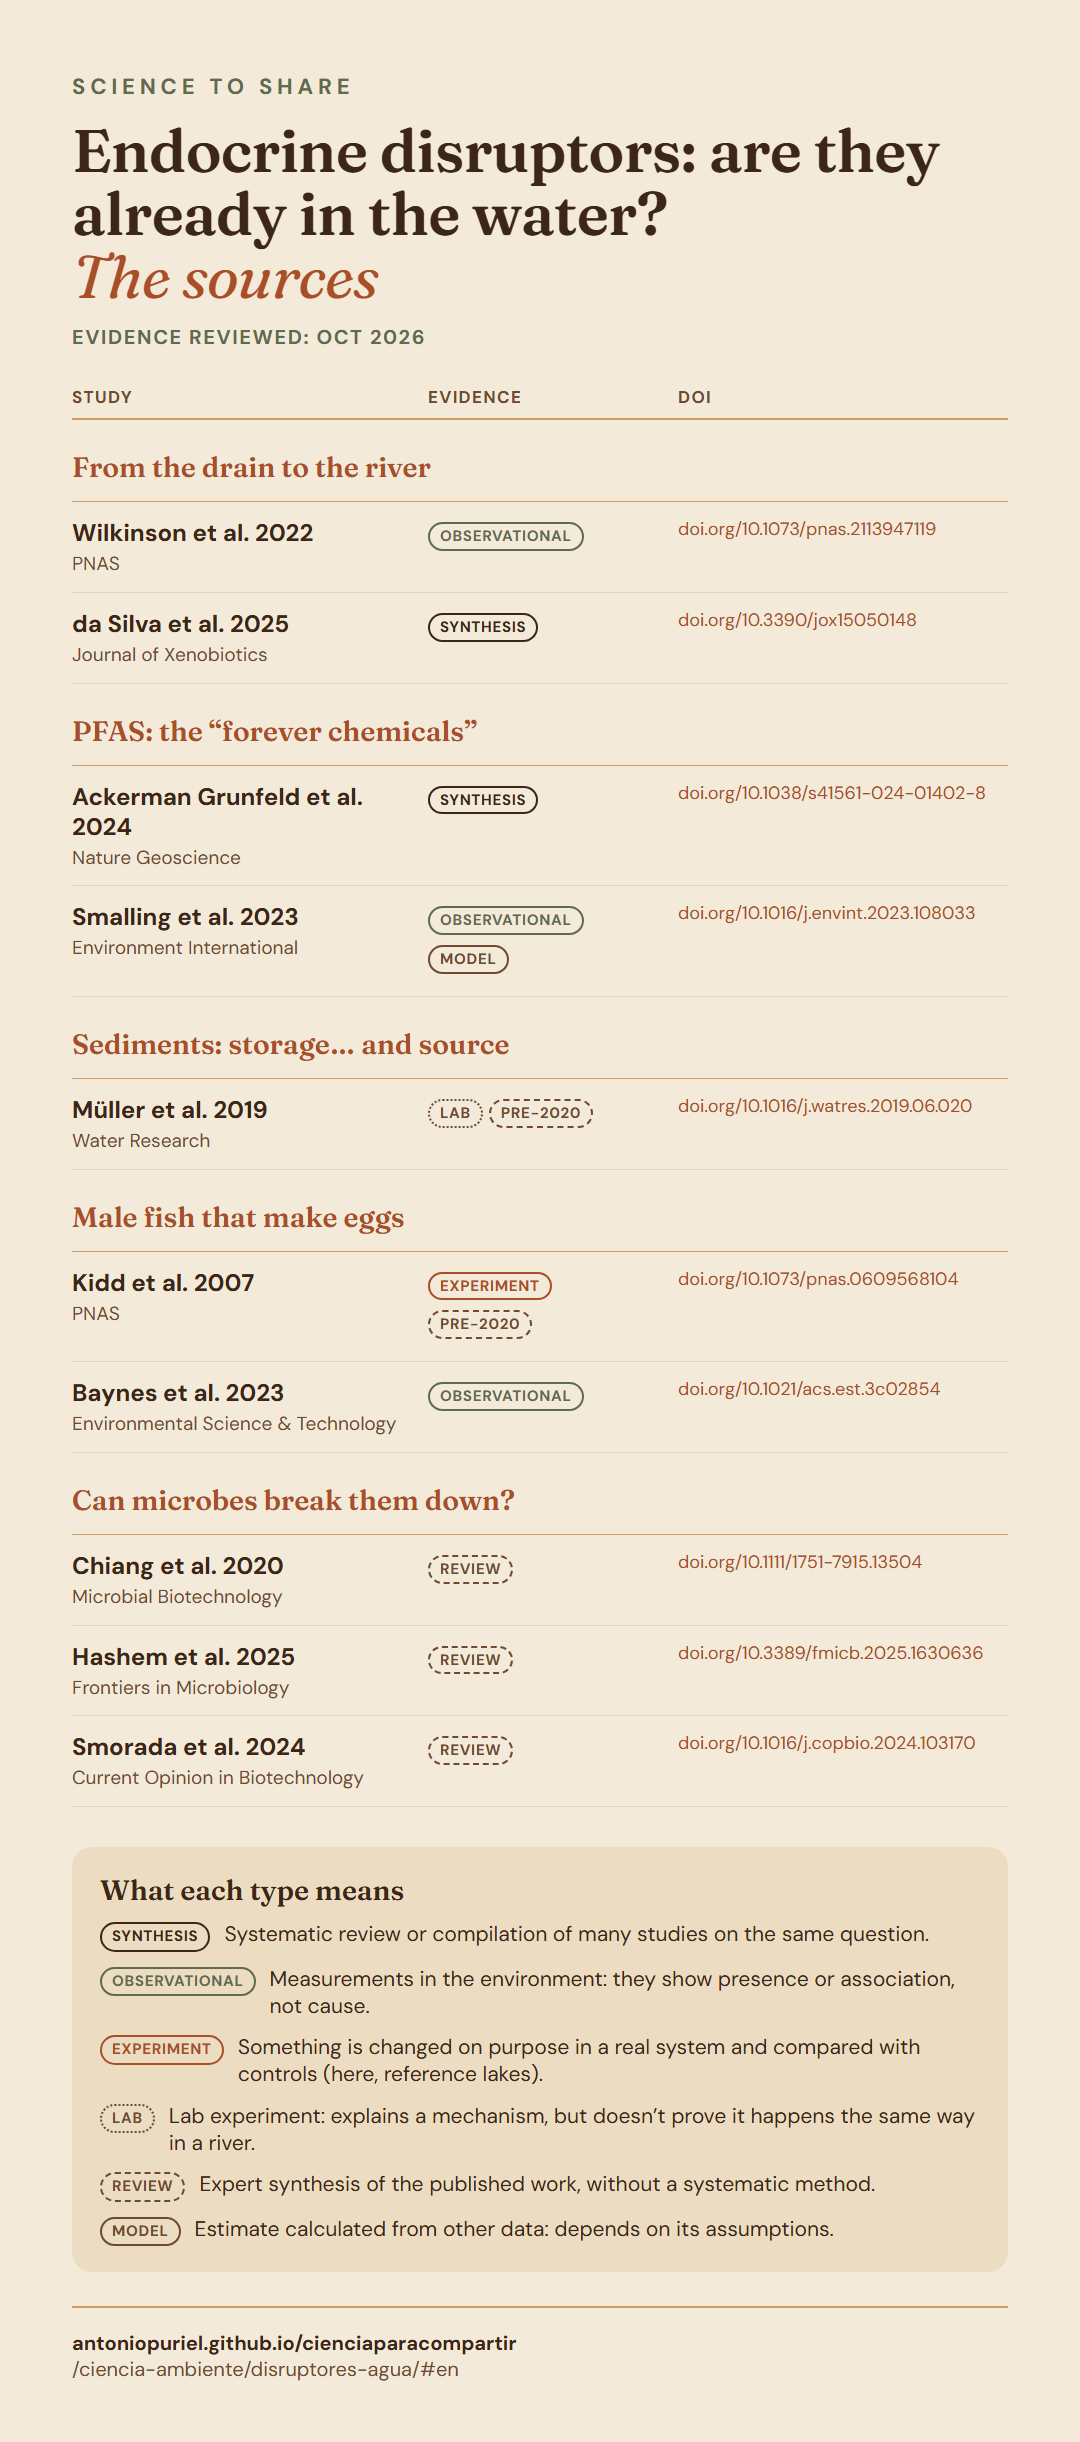 SCIENCE TO SHARE
Endocrine disruptors: are they
already in the water?
The sources
EVIDENCE REVIEWED: OCT 2026
STUDY EVIDENCE DOI
From the drain to the river
Wilkinson et al. 2022 OBSERVATIONAL doi.org/10.1073/pnas.2113947119
PNAS
da Silva et al. 2025 SYNTHESIS doi.org/10.3390/jox15050148
Journal of Xenobiotics
PFAS: the “forever chemicals”
Ackerman Grunfeld et al. SYNTHESIS doi.org/10.1038/s41561-024-01402-8
2024
Nature Geoscience
Smalling et al. 2023 OBSERVATIONAL doi.org/10.1016/j.envint.2023.108033
Environment International
MODEL
Sediments: storage... and source
Müller et al. 2019 LAB PRE-2020 doi.org/10.1016/j.watres.2019.06.020
Water Research
Male fish that make eggs
Kidd et al. 2007 EXPERIMENT doi.org/10.1073/pnas.0609568104
PNAS
PRE-2020
Baynes et al. 2023 OBSERVATIONAL doi.org/10.1021/acs.est.3c02854
Environmental Science & Technology
Can microbes break them down?
Chiang et al. 2020 REVIEW doi.org/10.1111/1751-7915.13504
Microbial Biotechnology
Hashem et al. 2025 REVIEW doi.org/10.3389/fmicb.2025.1630636
Frontiers in Microbiology
Smorada et al. 2024 REVIEW doi.org/10.1016/j.copbio.2024.103170
Current Opinion in Biotechnology
What each type means
SYNTHESIS Systematic review or compilation of many studies on the same question.
OBSERVATIONAL Measurements in the environment: they show presence or association,
not cause.
EXPERIMENT Something is changed on purpose in a real system and compared with
controls (here, reference lakes).
LAB Lab experiment: explains a mechanism, but doesn’t prove it happens the same way
in a river.
REVIEW Expert synthesis of the published work, without a systematic method.
MODEL Estimate calculated from other data: depends on its assumptions.
antoniopuriel.github.io/cienciaparacompartir
/ciencia-ambiente/disruptores-agua/#en